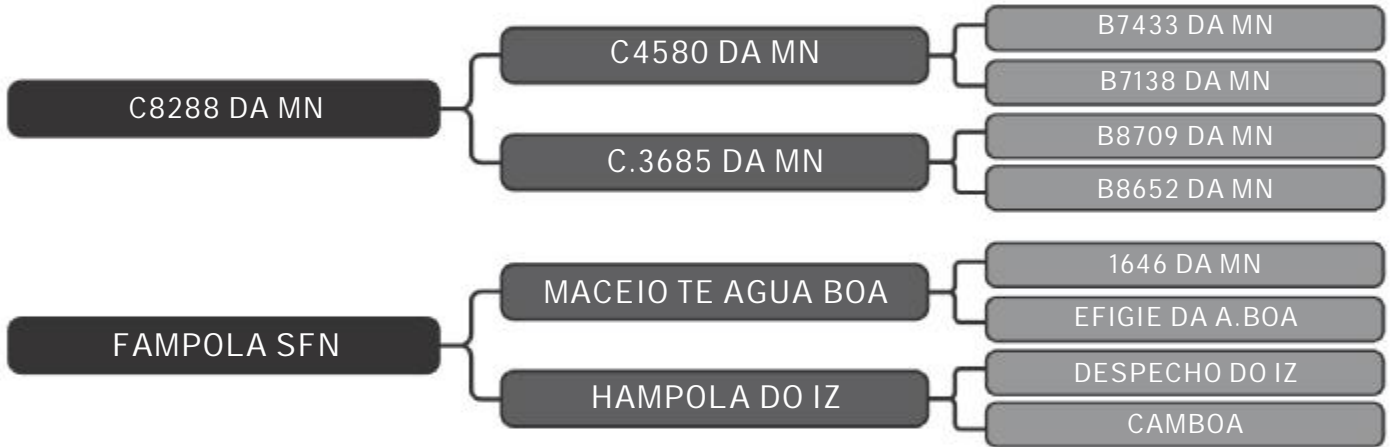 C8288 DA MN
C4580 DA MN
B7433 DA MN
B7138 DA MN
C.3685 DA MN
B8709 DA MN
B8652 DA MN
FAMPOLA SFN
MACEIO TE AGUA BOA
1646 DA MN
EFIGIE DA A.BOA
HAMPOLA DO IZ
DESPECHO DO IZ
CAMBOA